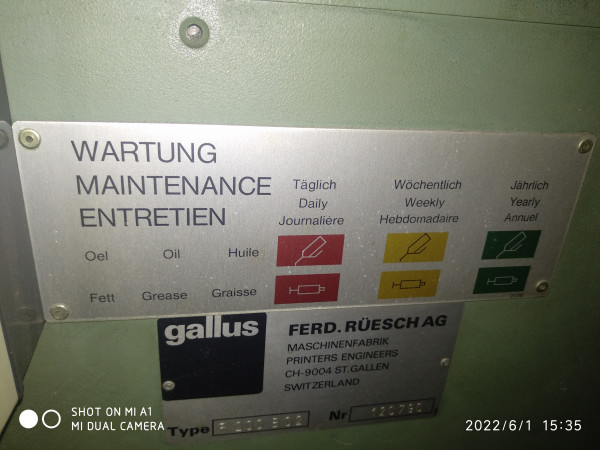 WARTUNG
MAINTENANCE
ENTRETIEN
Täglich Wöchentlich Jährlich
Daily Weekly Yearly
Journalière Hebdomadaire Annuel
Oel Oil Huile
Fett Grease Graisse
gallus
FERD. RÜESCH AG
MASCHINENFABRIK
PRINTERS ENGINEERS
CH-9004 ST. GALLEN
SWITZERLAND
Type Nr
SHOT ON MI A1
MI DUAL CAMERA
2022/6/1 15:35